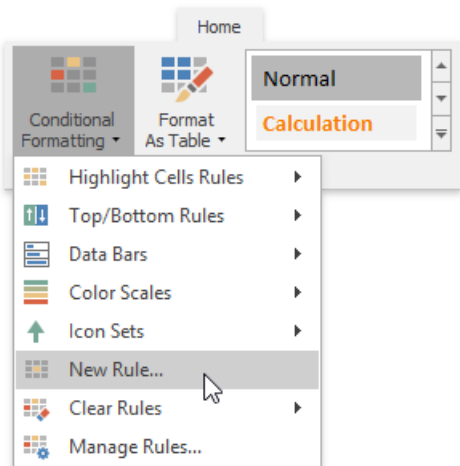 Home
Normal
Calculation
Conditional
Formatting
Format
As Table
Highlight Cells Rules
Top/Bottom Rules
Data Bars
Color Scales
Icon Sets
New Rule...
Clear Rules
Manage Rules...